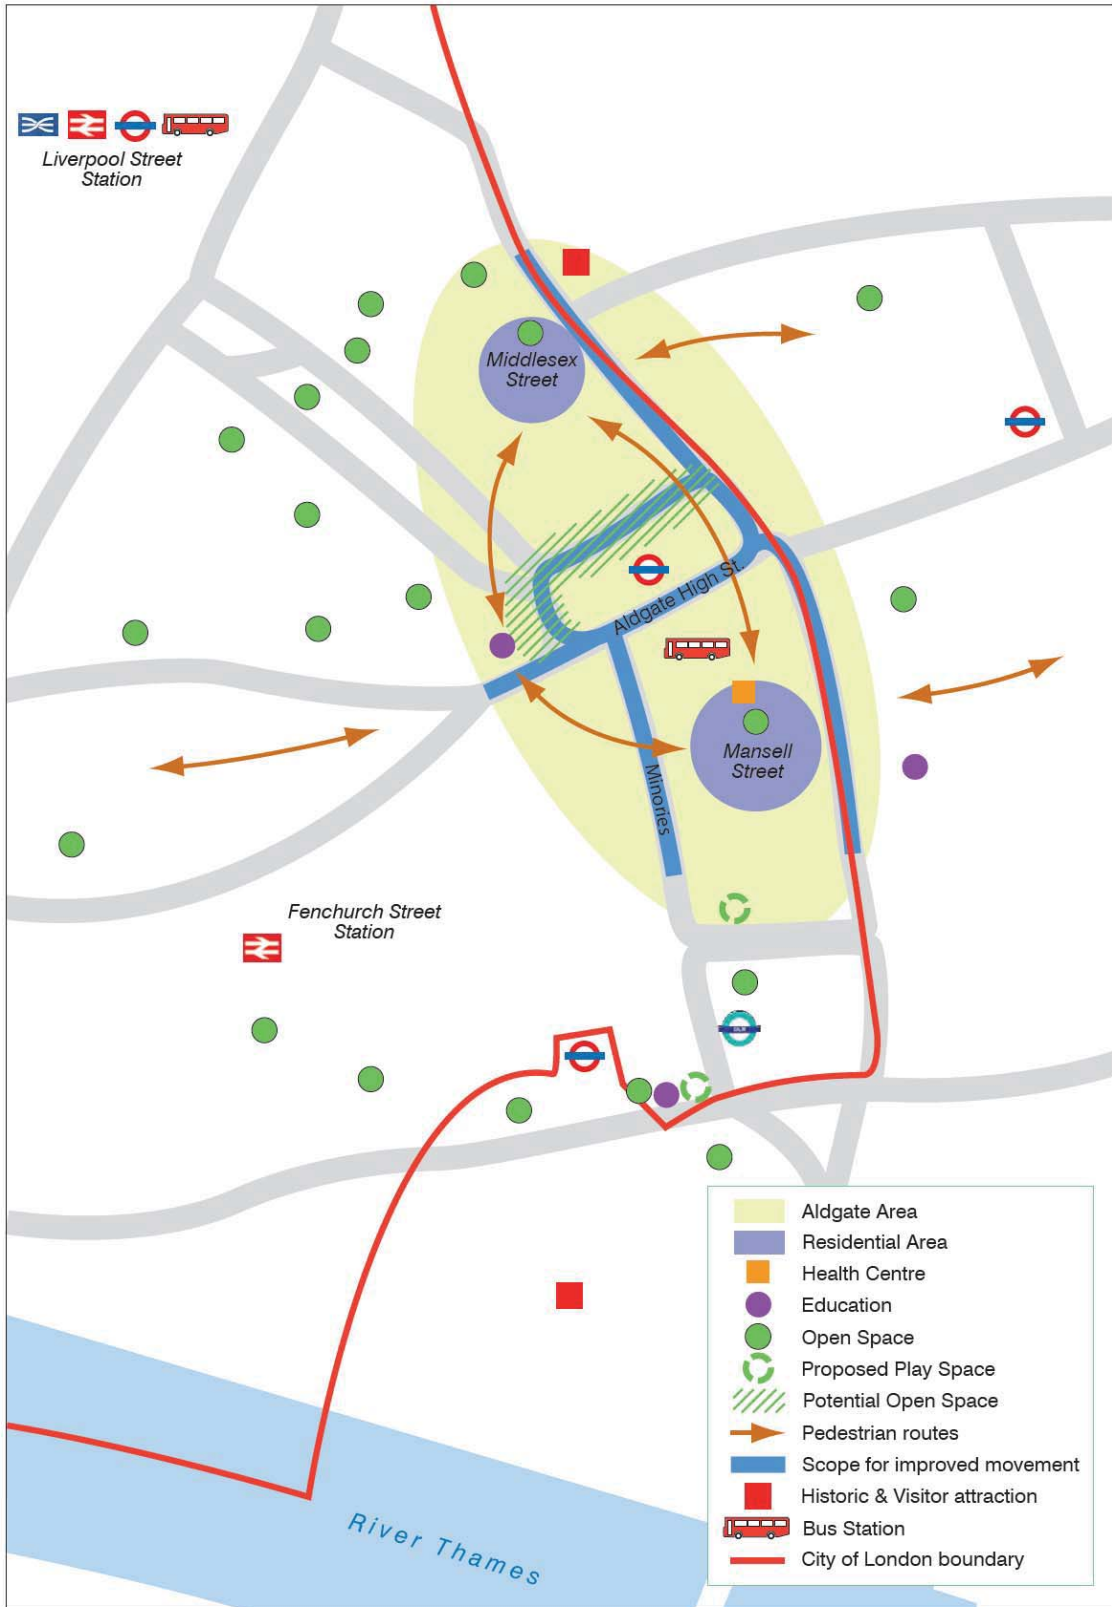 Liverpool Street
Station
Middlesex
Street
Aldgate High St.
Mansell
Street
Minories
Fenchurch Street
Station
DLR
Aldgate Area
Residential Area
Health Centre
Education
Open Space
Proposed Play Space
Potential Open Space
Pedestrian routes
Scope for improved movement
Historic & Visitor attraction
Bus Station
City of London boundary
River Thames